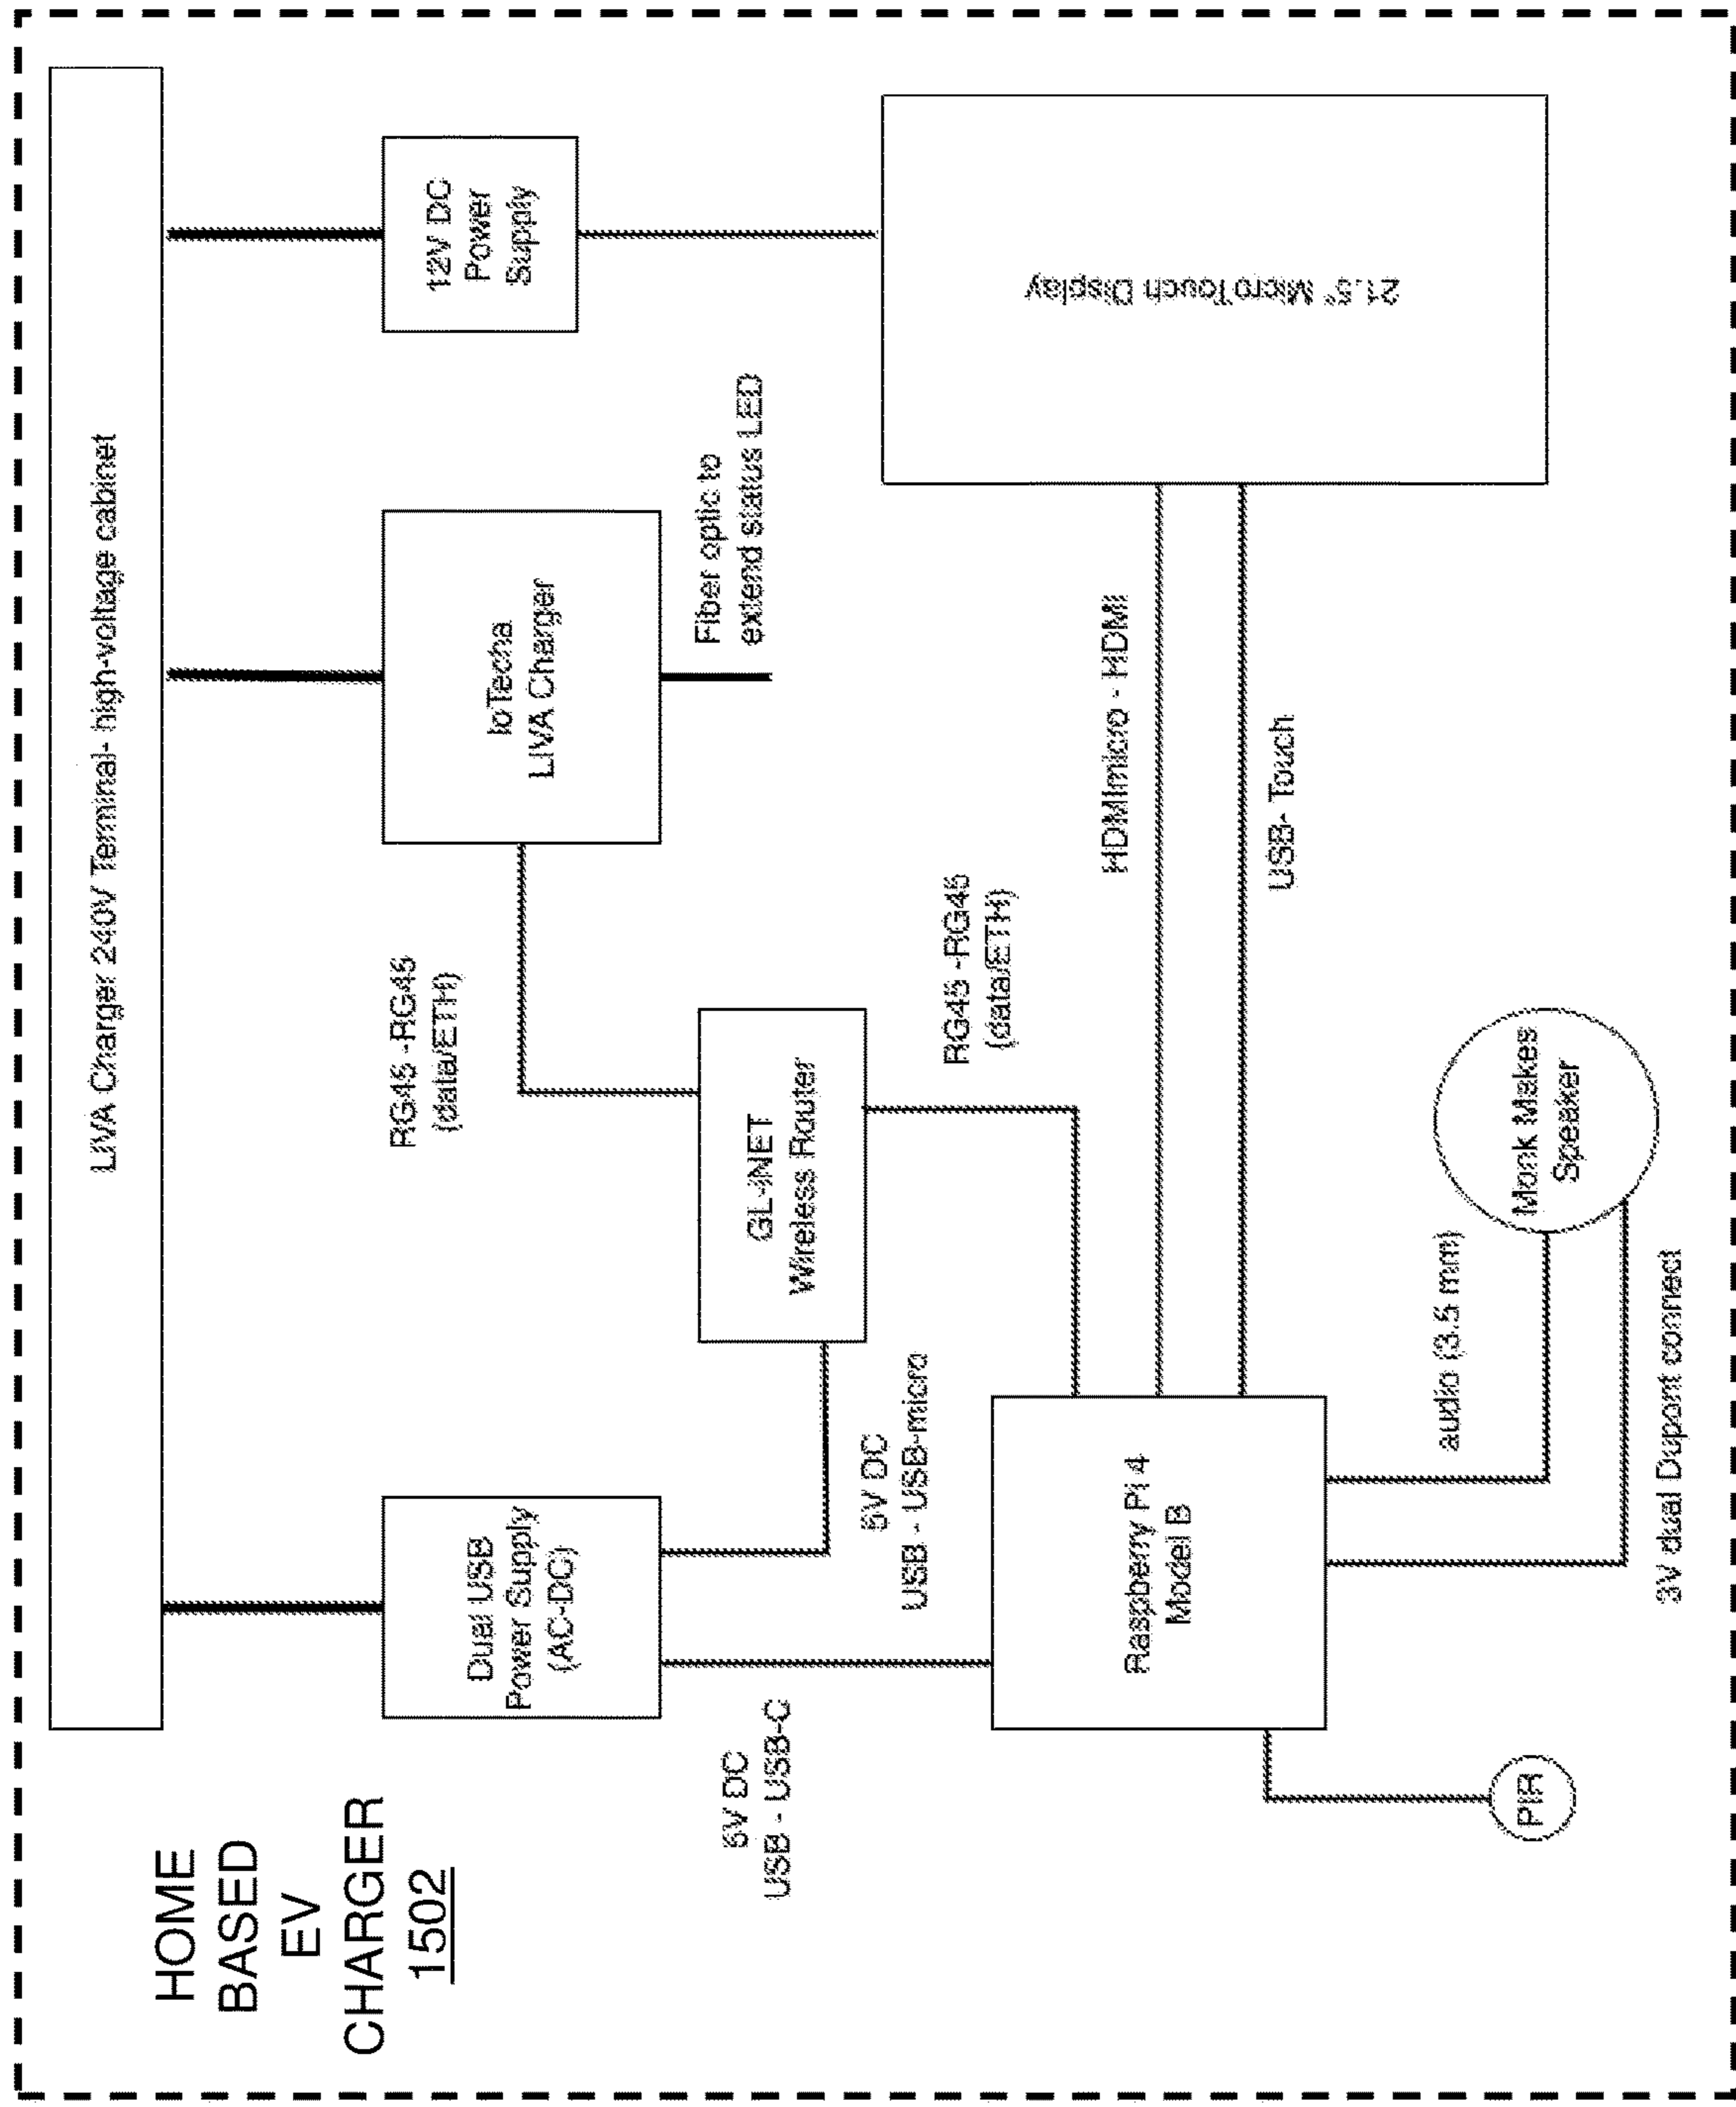 HOME
BASED
EV
CHARGER
1502
LIVA Charger 240V Terminal- high-voltage cabinet
Dual USB
Power Supply
(AC-DC)
RG45 -RG45
(data/ETH)
IoTecha
LIVA Charger
12V DC
Power
Supply
5V DC
USB - USB-C
5V DC
USB - USB-micro
GL-iNET
Wireless Router
RG45 -RG45
(data/ETH)
Fiber optic to
extend status LED
Raspberry Pi 4
Model B
HDMImicro - HDMI
USB- Touch
21.5" MicroTouch Display
PIR
audio (3.5 mm)
Monk Makes
Speaker
3V dual Dupont connect